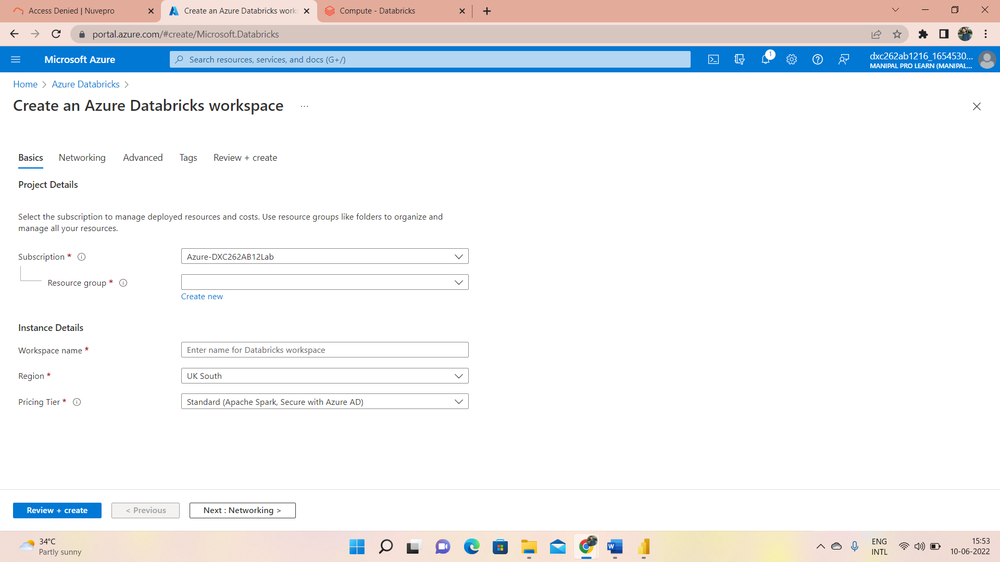 Access Denied | Nuvepro
Create an Azure Databricks works
Compute - Databricks
portal.azure.com/#create/Microsoft.Databricks
Microsoft Azure
Search resources, services, and docs (G+/)
1
dxc262ab1216_1654530...
MANIPAL PRO LEARN (MANIPAL...
Home > Azure Databricks >
Create an Azure Databricks workspace ...
Basics Networking Advanced Tags Review + create
Project Details
Select the subscription to manage deployed resources and costs. Use resource groups like folders to organize and
manage all your resources.
Subscription * Azure-DXC262AB12Lab
Resource group *
Create new
Instance Details
Workspace name * Enter name for Databricks workspace
Region * UK South
Pricing Tier * Standard (Apache Spark, Secure with Azure AD)
Review + create < Previous Next : Networking >
34°C
Partly sunny
ENG
INTL
15:53
10-06-2022